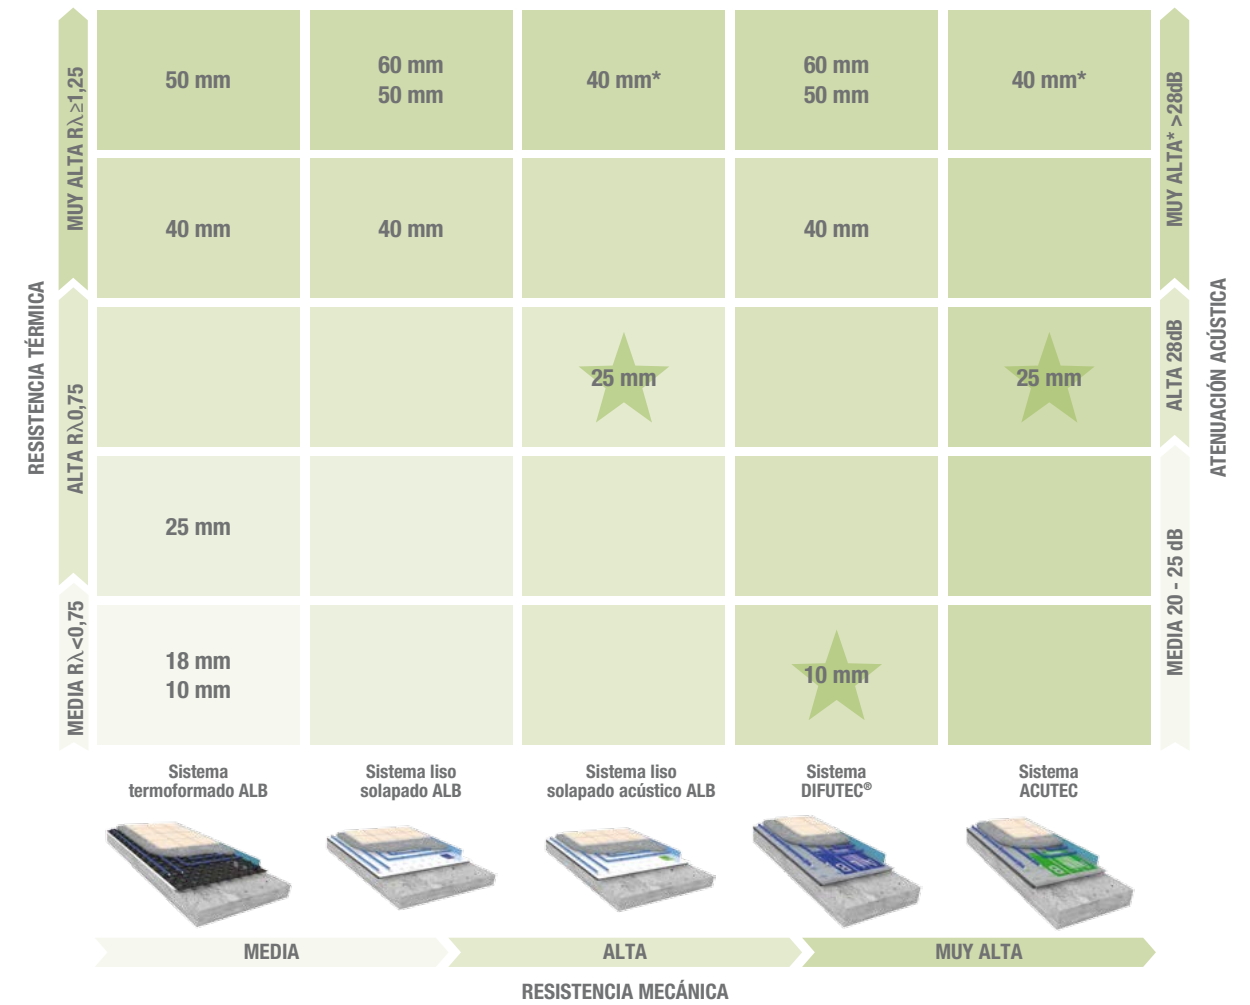 50 mm
60 mm
50 mm
40 mm*
60 mm
50 mm
40 mm*
40 mm
40 mm
40 mm
25 mm
25 mm
25 mm
18 mm
10 mm
10 mm
RESISTENCIA TÉRMICA
MUY ALTA Rλ≥1,25
ALTA Rλ0,75
MEDIA Rλ<0,75
MUY ALTA* >28dB
ALTA 28dB
MEDIA 20 - 25 dB
ATENUACIÓN ACÚSTICA
Sistema
termoformado ALB
Sistema liso
solapado ALB
Sistema liso
solapado acústico ALB
Sistema
DIFUTEC®
Sistema
ACUTEC
MEDIA
ALTA
MUY ALTA
RESISTENCIA MECÁNICA